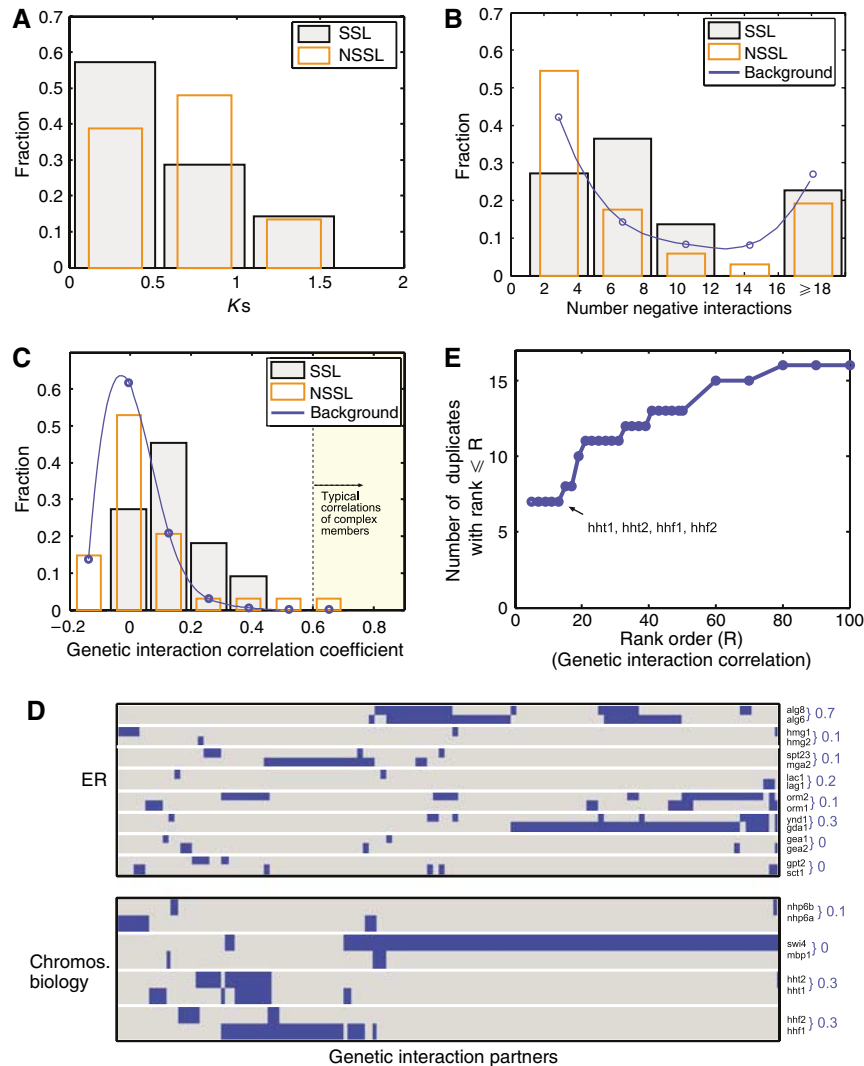 A
0.7
0.6
0.5
0.4
0.3
0.2
0.1
0
Fraction
SSL
NSSL
0.5
1
1.5
2
Ks
B
0.7
0.6
0.5
0.4
0.3
0.2
0.1
0
Fraction
SSL
NSSL
Background
0 2 4 6 8 10 12 14 16 ⩾18
Number negative interactions
C
0.6
0.5
0.4
0.3
0.2
0.1
0
Fraction
SSL
NSSL
Background
Typical
correlations
of complex
members
−0.2 0 0.2 0.4 0.6 0.8
Genetic interaction correlation coefficient
E
15
10
5
0
Number of duplicates
with rank ⩽ R
hht1, hht2, hhf1, hhf2
0 20 40 60 80 100
Rank order (R)
(Genetic interaction correlation)
D
ER
alg8
alg6
} 0.7
hmg1
hmg2
} 0.1
spt23
mga2
} 0.1
lac1
lag1
} 0.2
orm2
orm1
} 0.1
ynd1
gda1
} 0.3
gea1
gea2
} 0
gpt2
sct1
} 0
Chromos.
biology
nhp6b
nhp6a
} 0.1
swi4
mbp1
} 0
hht2
hht1
} 0.3
hhf2
hhf1
} 0.3
Genetic interaction partners